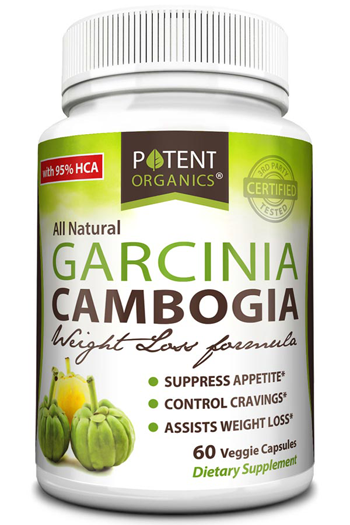 with 95% HCA
POTENT
ORGANICS®
3RD PARTY
CERTIFIED
TESTED
All Natural
GARCINIA
CAMBOGIA
Weight Loss formula
SUPPRESS APPETITE*
CONTROL CRAVINGS*
ASSISTS WEIGHT LOSS*
60 Veggie Capsules
Dietary Supplement